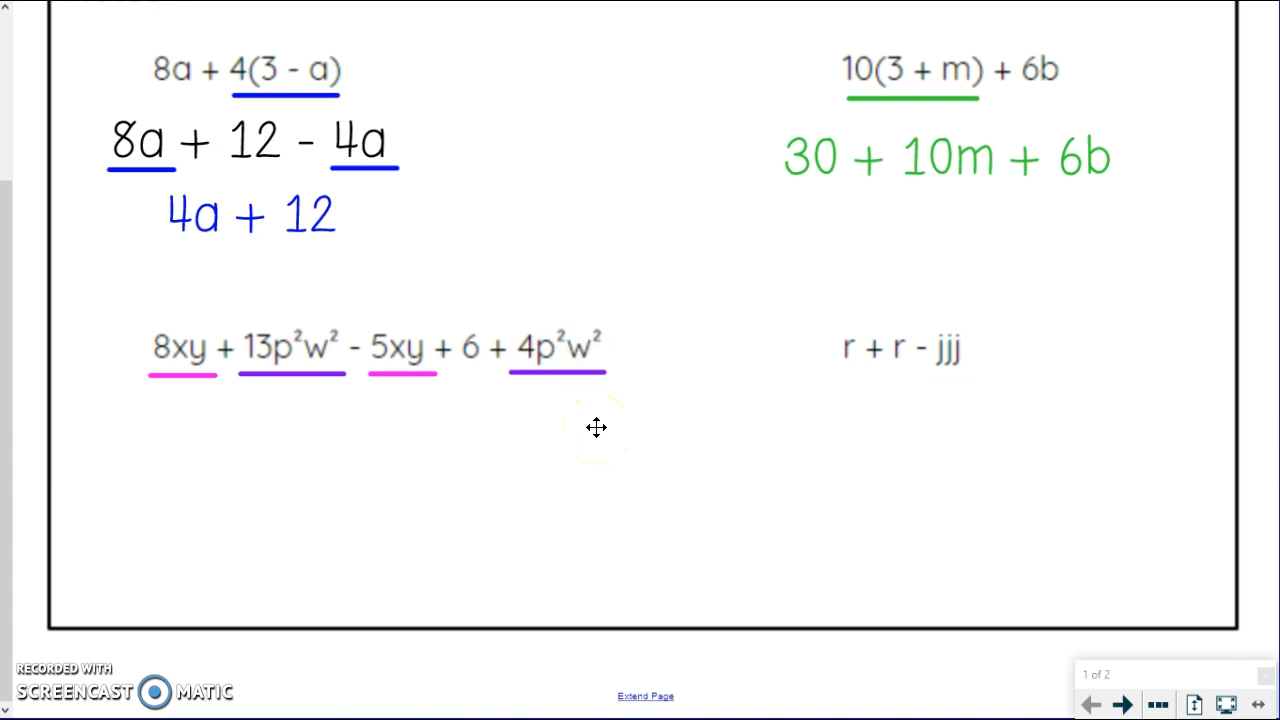 8a + 4(3 - a)
8a + 12 - 4a
4a + 12
10(3 + m) + 6b
30 + 10m + 6b
8xy + 13p²w² - 5xy + 6 + 4p²w²
r + r - jjj
RECORDED WITH
SCREENCAST MATIC
Extend Page
1 of 2